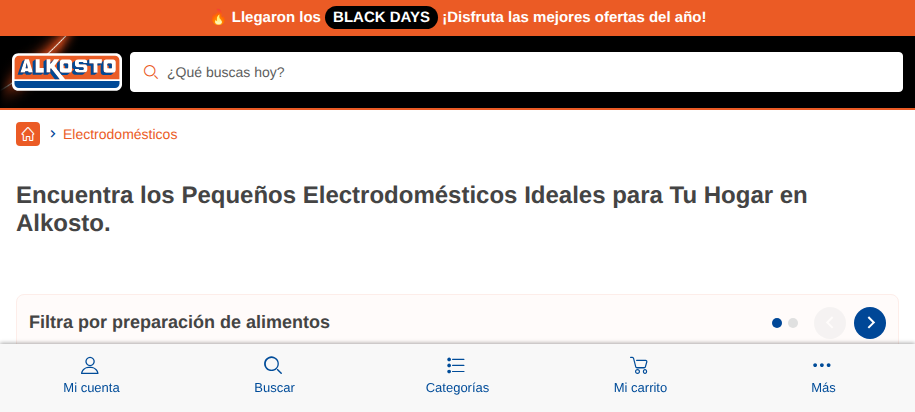 🔥 Llegaron los BLACK DAYS ¡Disfruta las mejores ofertas del año!
ALKOSTO
¿Qué buscas hoy?
Electrodomésticos
Encuentra los Pequeños Electrodomésticos Ideales para Tu Hogar en
Alkosto.
Filtra por preparación de alimentos
Mi cuenta
Buscar
Categorías
Mi carrito
Más